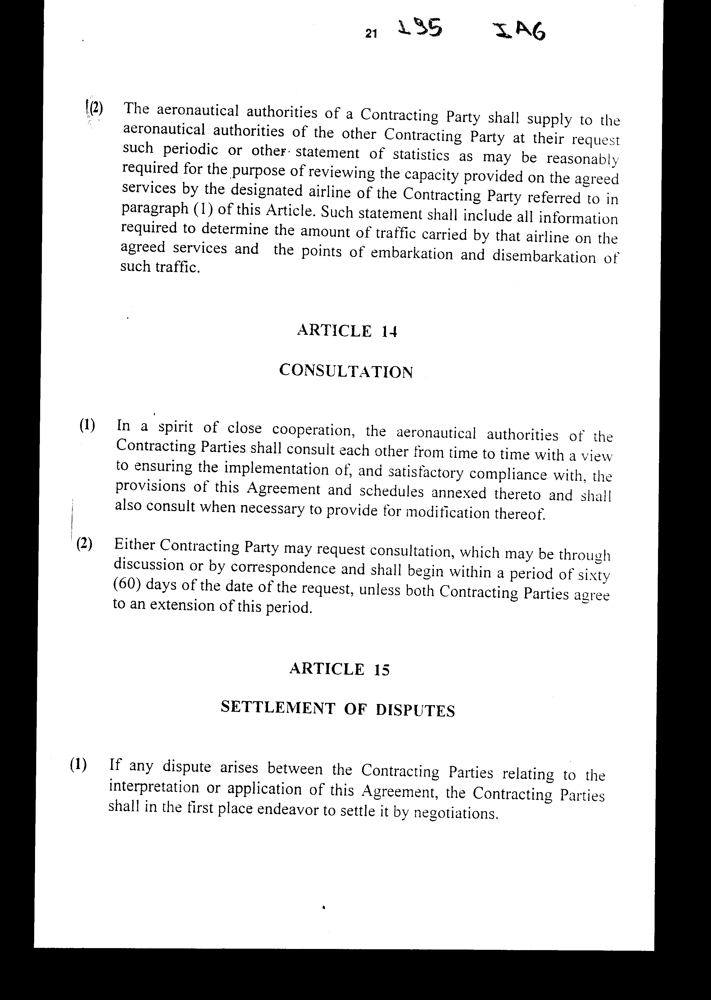 21 195 IA6
(2) The aeronautical authorities of a Contracting Party shall supply to the
aeronautical authorities of the other Contracting Party at their request
such periodic or other statement of statistics as may be reasonably
required for the purpose of reviewing the capacity provided on the agreed
services by the designated airline of the Contracting Party referred to in
paragraph (1) of this Article. Such statement shall include all information
required to determine the amount of traffic carried by that airline on the
agreed services and the points of embarkation and disembarkation of
such traffic.
ARTICLE 14
CONSULTATION
(1) In a spirit of close cooperation, the aeronautical authorities of the
Contracting Parties shall consult each other from time to time with a view
to ensuring the implementation of, and satisfactory compliance with, the
provisions of this Agreement and schedules annexed thereto and shall
also consult when necessary to provide for modification thereof.
(2) Either Contracting Party may request consultation, which may be through
discussion or by correspondence and shall begin within a period of sixty
(60) days of the date of the request, unless both Contracting Parties agree
to an extension of this period.
ARTICLE 15
SETTLEMENT OF DISPUTES
(1) If any dispute arises between the Contracting Parties relating to the
interpretation or application of this Agreement, the Contracting Parties
shall in the first place endeavor to settle it by negotiations.